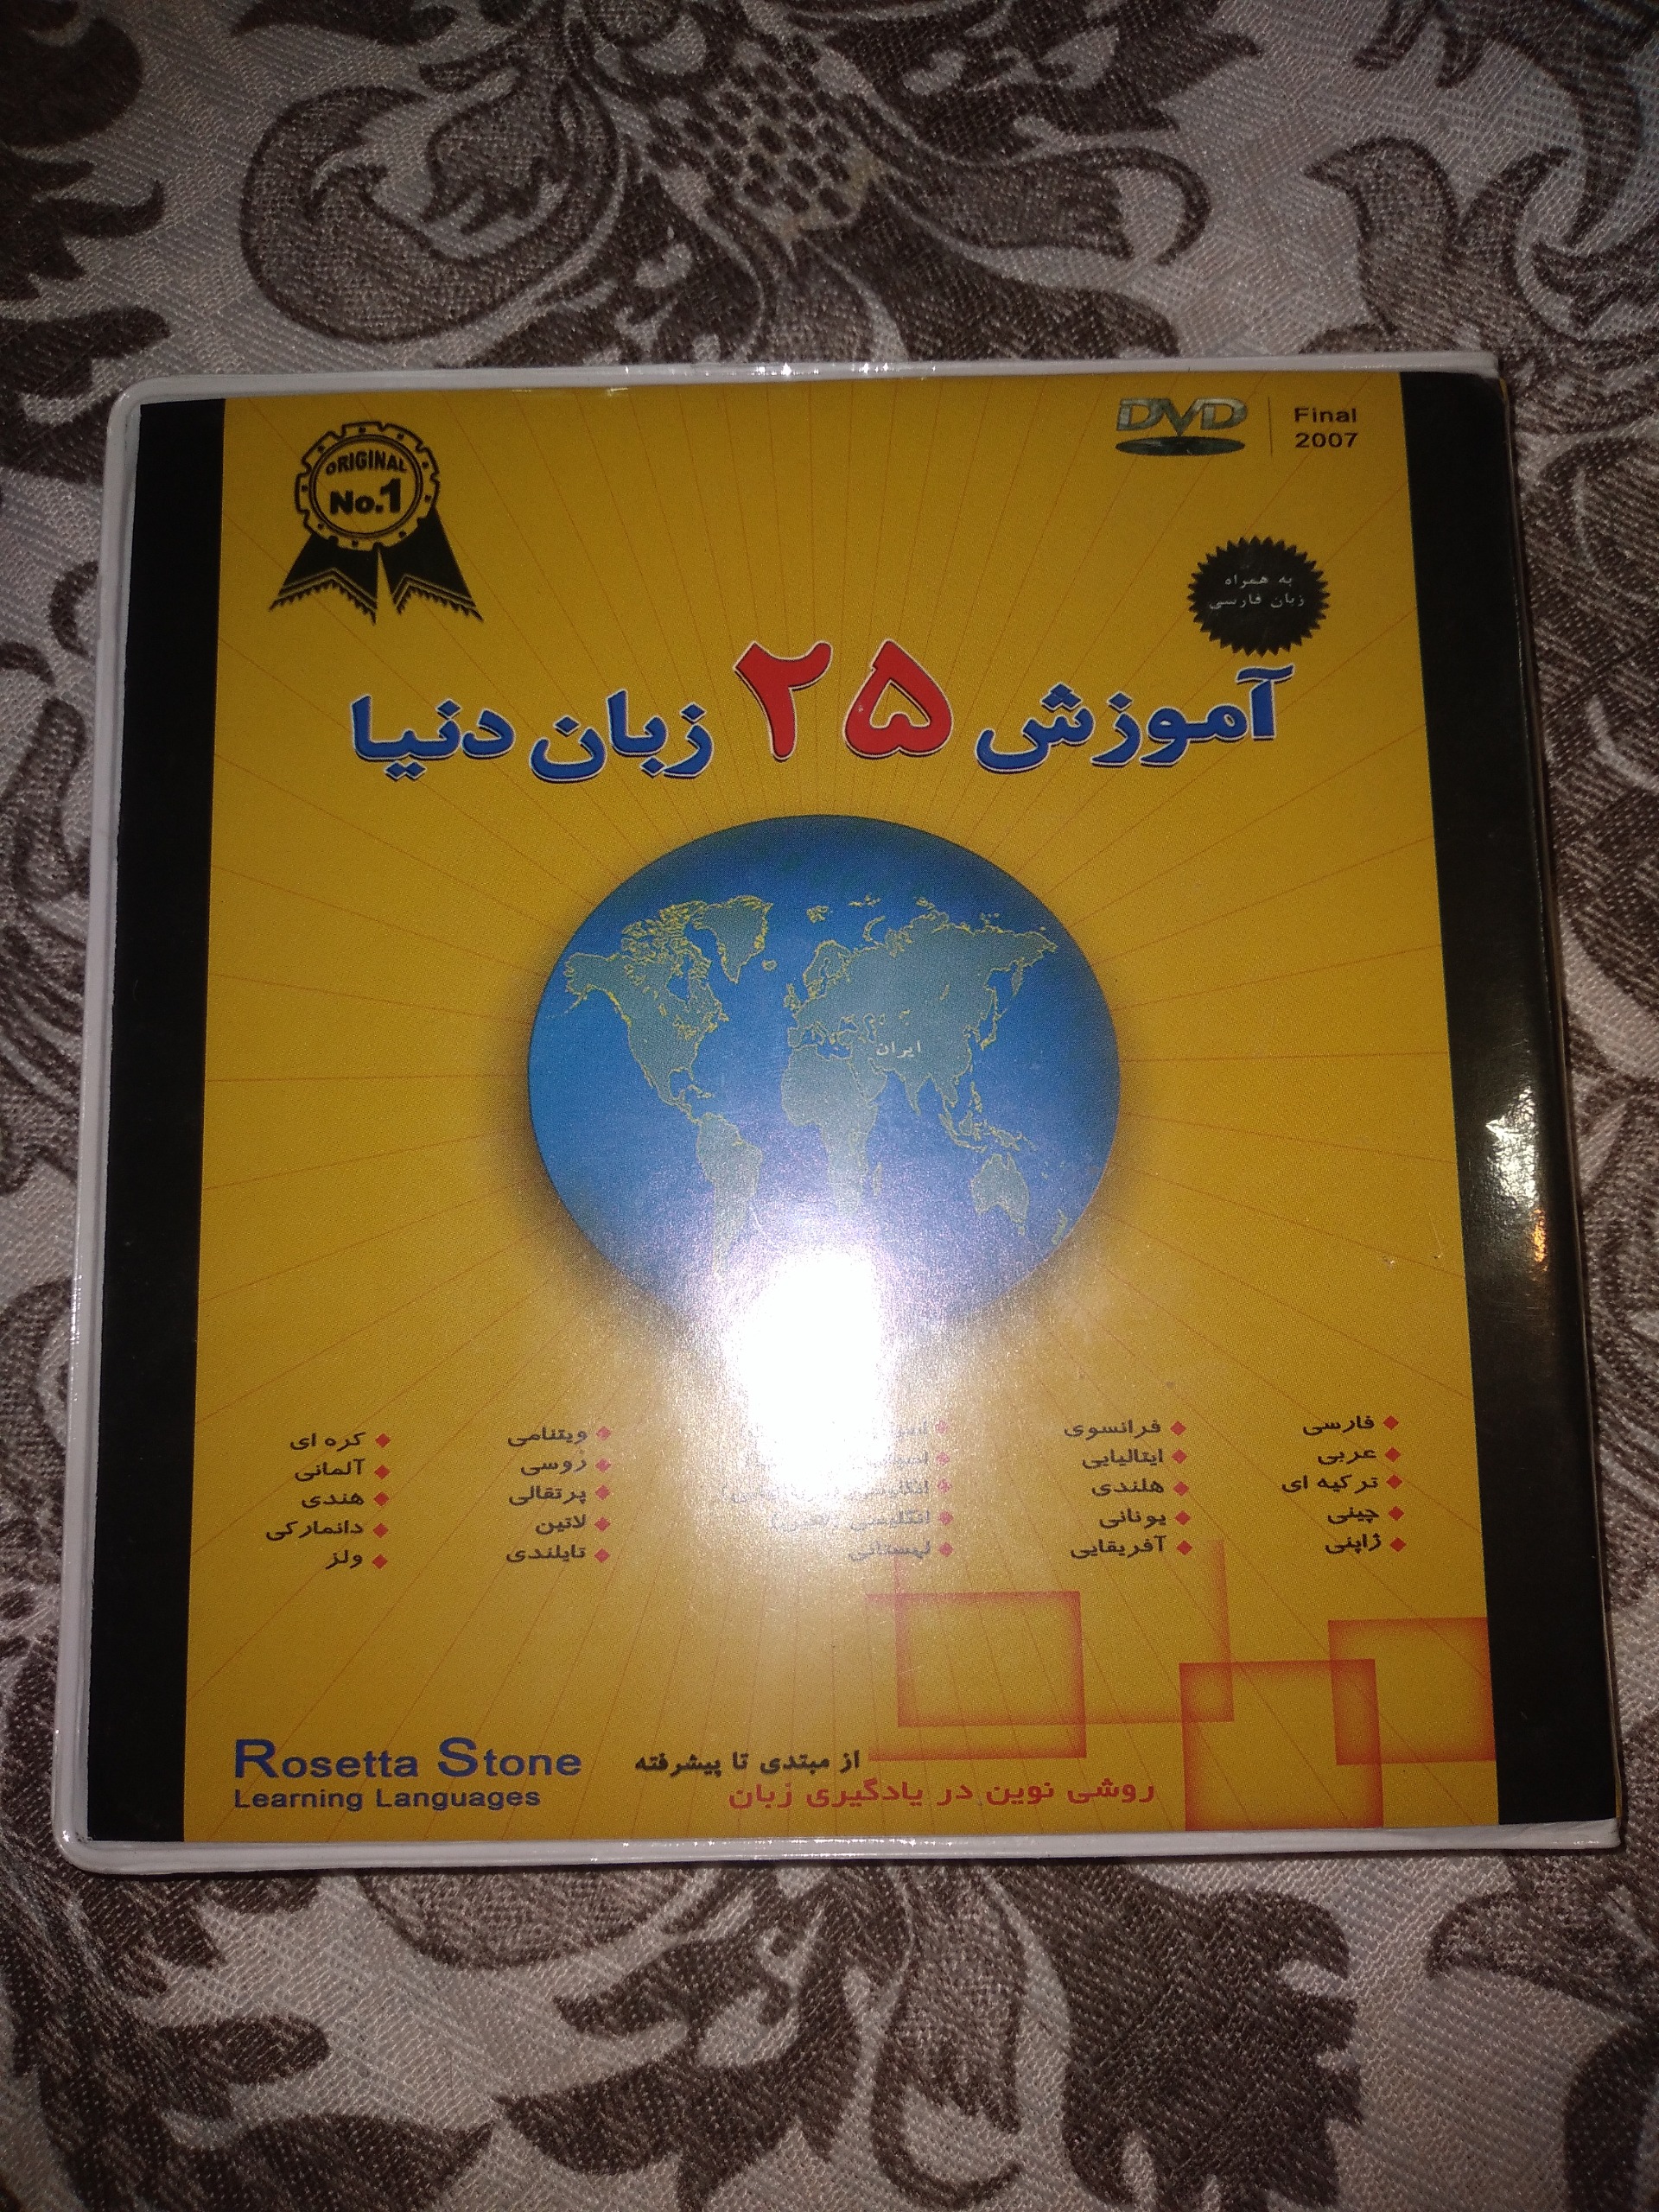 ORIGINAL
No.1
DVD
Final
2007
به همراه
زبان فارسی
آموزش ۲۵ زبان دنیا
ایران
فارسی
عربی
ترکیه ای
چینی
ژاپنی
فرانسوی
ایتالیایی
هلندی
یونانی
آفریقایی
انگلیسی
لهستانی
ویتنامی
روسی
پرتقالی
لاتین
تایلندی
کره ای
آلمانی
هندی
دانمارکی
ولز
Rosetta Stone
Learning Languages
از مبتدی تا پیشرفته
روشی نوین در یادگیری زبان